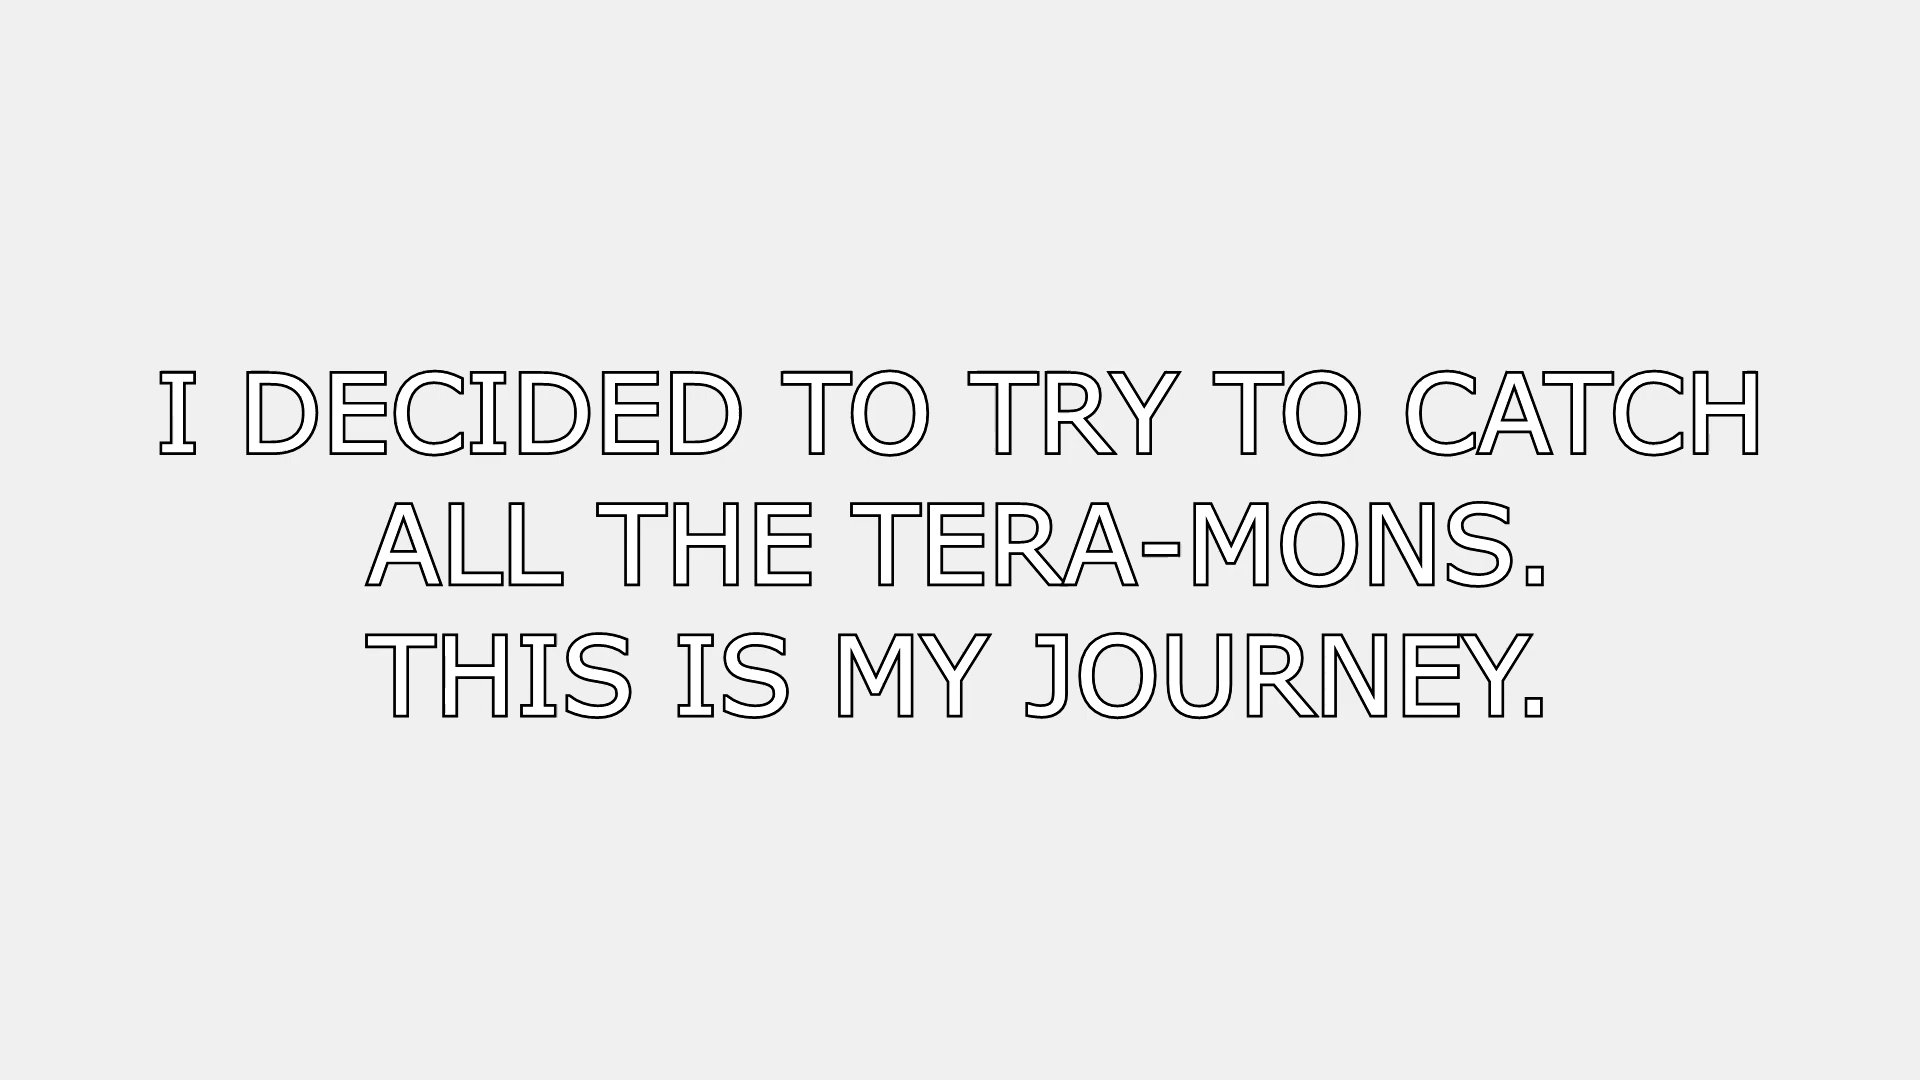 I DECIDED TO TRY TO CATCH
ALL THE TERA-MONS.
THIS IS MY JOURNEY.